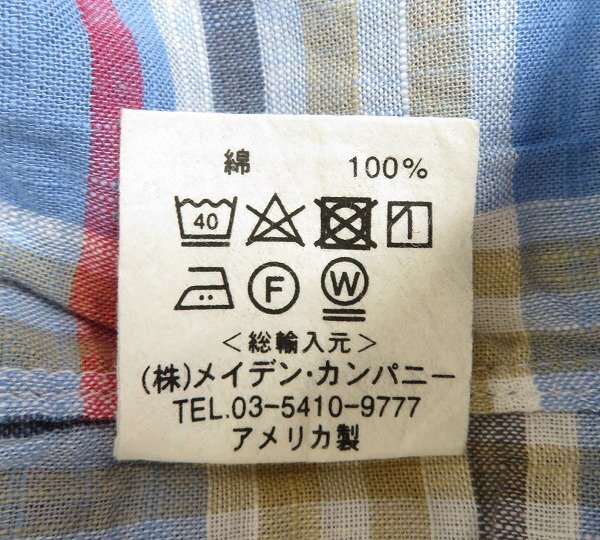 綿 100%
40
F W
<総輸入元>
(株)メイデン・カンパニー
TEL.03-5410-9777
アメリカ製